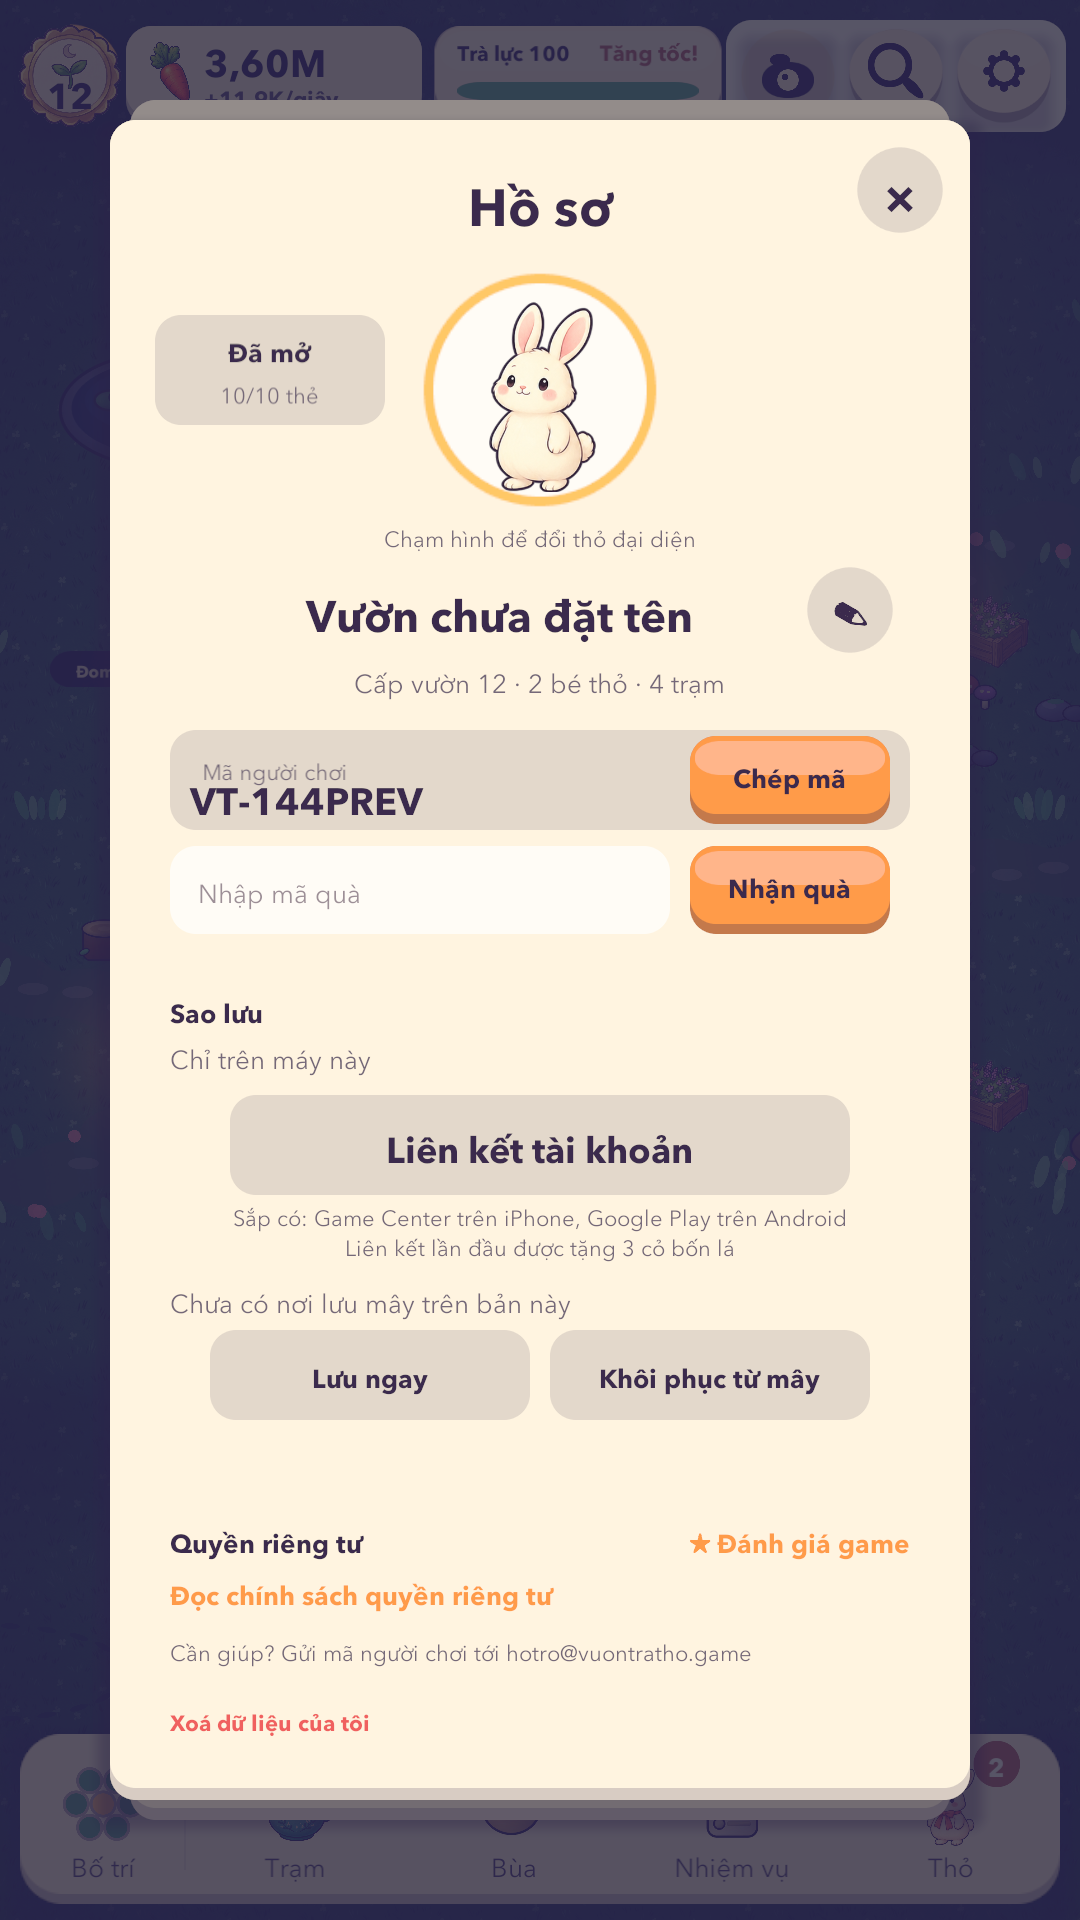 12
3,60M
+11,9K/giây
Trà lực 100
Tăng tốc!
Hồ sơ
×
Đã mở
10/10 thẻ
Chạm hình để đổi thỏ đại diện
Vườn chưa đặt tên
Cấp vườn 12 · 2 bé thỏ · 4 trạm
Mã người chơi
VT-144PREV
Chép mã
Nhập mã quà
Nhận quà
Sao lưu
Chỉ trên máy này
Liên kết tài khoản
Sắp có: Game Center trên iPhone, Google Play trên Android
Liên kết lần đầu được tặng 3 cỏ bốn lá
Chưa có nơi lưu mây trên bản này
Lưu ngay
Khôi phục từ mây
Quyền riêng tư
★ Đánh giá game
Đọc chính sách quyền riêng tư
Cần giúp? Gửi mã người chơi tới hotro@vuontratho.game
Xoá dữ liệu của tôi
2
Bố trí
Trạm
Bùa
Nhiệm vụ
Thỏ